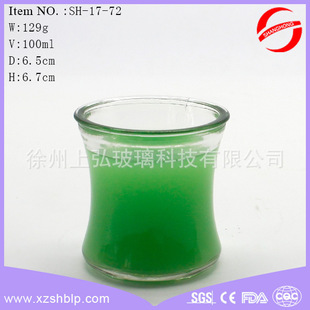 Item NO.:SH-17-72
W:129g
V:100ml
D:6.5cm
H:6.7cm
SHANGHONG
徐州上弘玻璃科技有限公司
www.xzshblp.com
SGS FDA CE